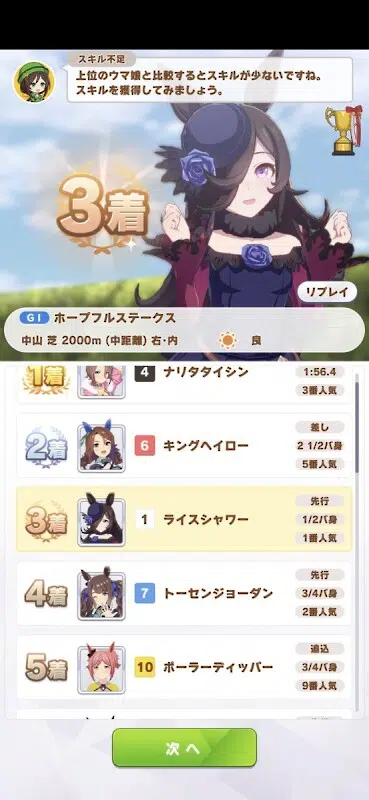 スキル不足
上位のウマ娘と比較するとスキルが少ないですね。
スキルを獲得してみましょう。
3着
リプレイ
GI ホープフルステークス
中山 芝 2000m (中距離) 右・内 良
1着 4 ナリタタイシン 1:56.4
3番人気
差し
2着 6 キングヘイロー 2 1/2バ身
5番人気
先行
3着 1 ライスシャワー 1/2バ身
1番人気
先行
4着 7 トーセンジョーダン 3/4バ身
2番人気
追込
5着 10 ポーラーディッパー 3/4バ身
9番人気
次へ